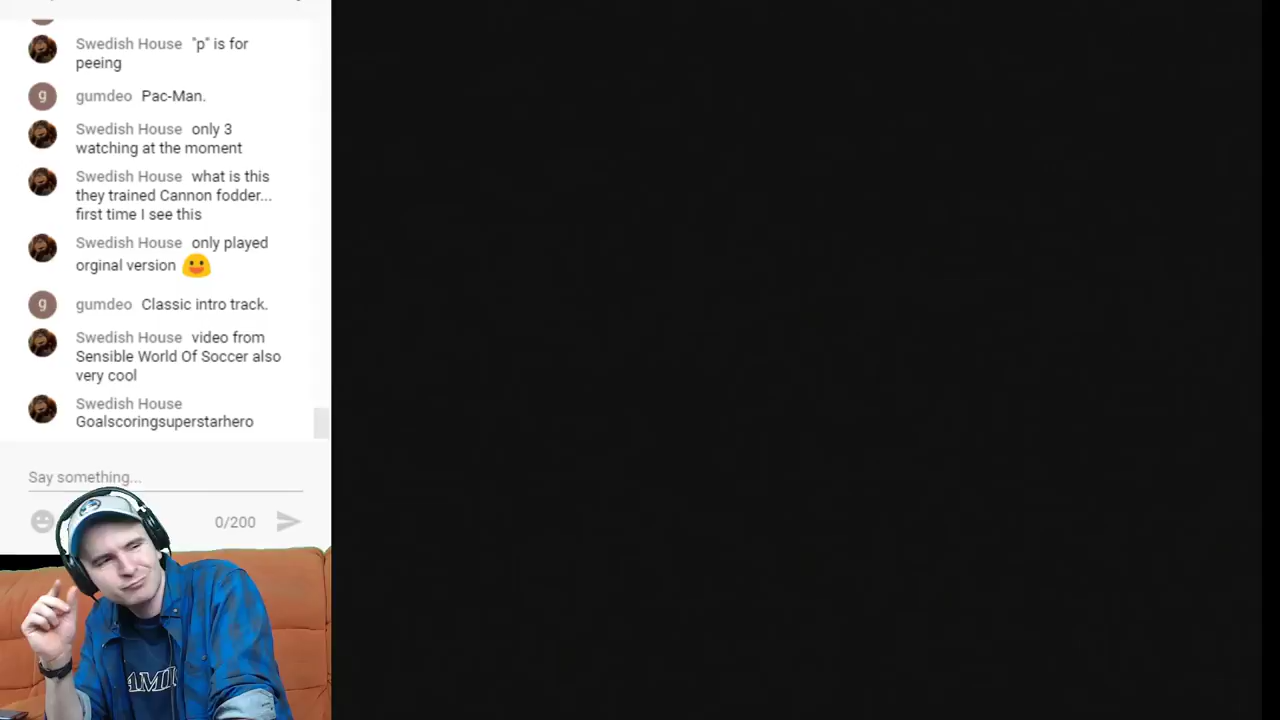 Swedish House "p" is for
peeing
g
gumdeo Pac-Man.
Swedish House only 3
watching at the moment
Swedish House what is this
they trained Cannon fodder...
first time I see this
Swedish House only played
orginal version
g
gumdeo Classic intro track.
Swedish House video from
Sensible World Of Soccer also
very cool
Swedish House
Goalscoringsuperstarhero
Say something...
0/200